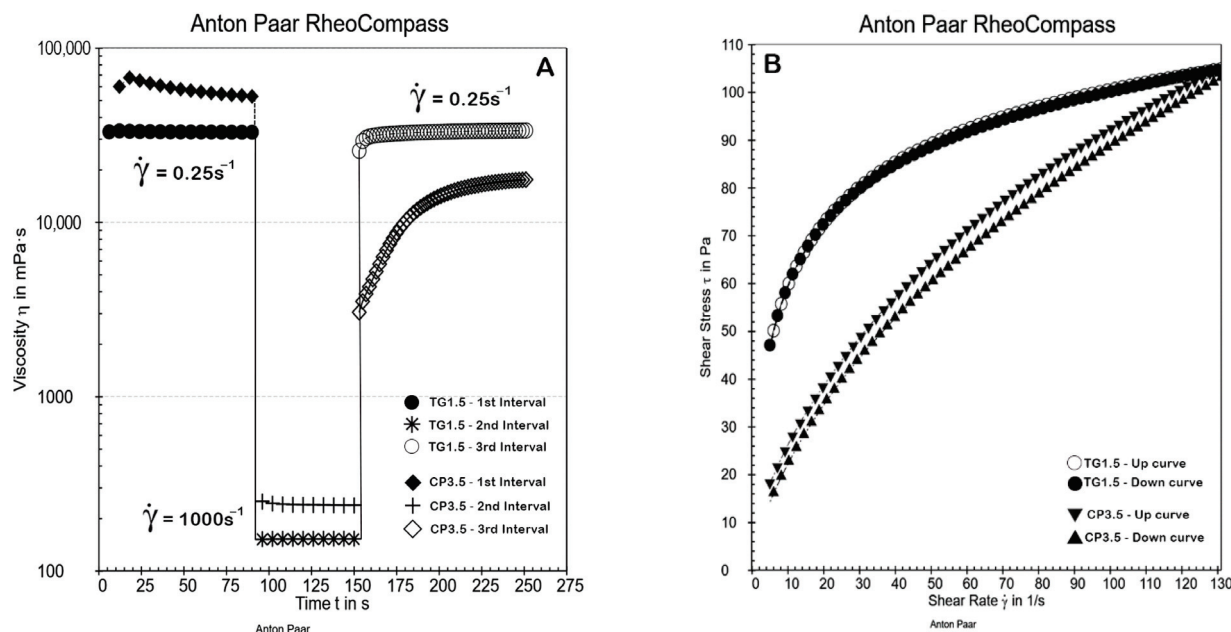 Anton Paar RheoCompass
A
100,000
10,000
1000
100
Viscosity η in mPa·s
γ̇ = 0.25s⁻¹
γ̇ = 0.25s⁻¹
γ̇ = 1000s⁻¹
TG1.5 - 1st Interval
TG1.5 - 2nd Interval
TG1.5 - 3rd Interval
CP3.5 - 1st Interval
CP3.5 - 2nd Interval
CP3.5 - 3rd Interval
0 25 50 75 100 125 150 175 200 225 250 275
Time t in s
Anton Paar
Anton Paar RheoCompass
B
110
100
90
80
70
60
50
40
30
20
10
0
Shear Stress τ in Pa
TG1.5 - Up curve
TG1.5 - Down curve
CP3.5 - Up curve
CP3.5 - Down curve
0 10 20 30 40 50 60 70 80 90 100 110 120 130
Shear Rate γ̇ in 1/s
Anton Paar